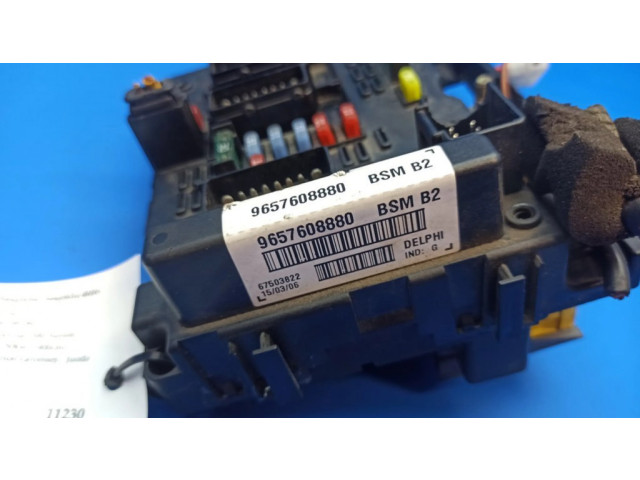 9657608880 BSM B2
9657608880 BSM B2
67503822
15/03/06
DELPHI
IND: G
11230